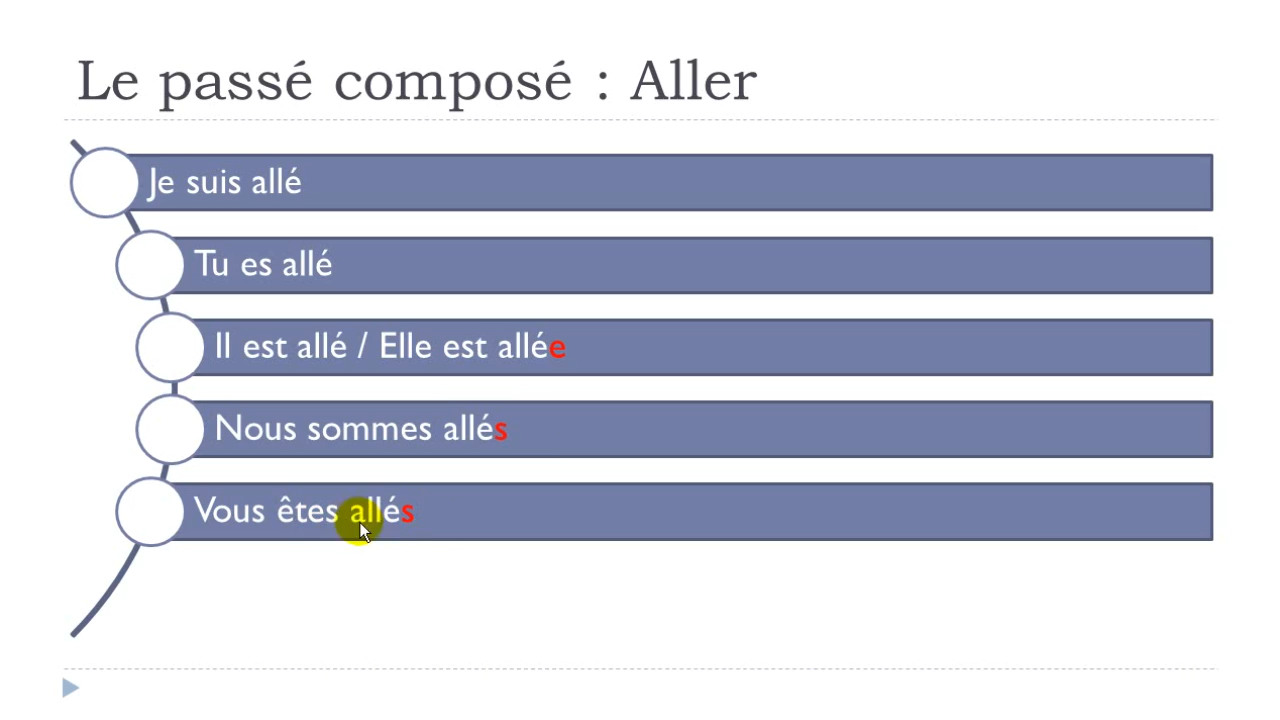 Le passé composé : Aller
Je suis allé
Tu es allé
Il est allé / Elle est allée
Nous sommes allés
Vous êtes allés